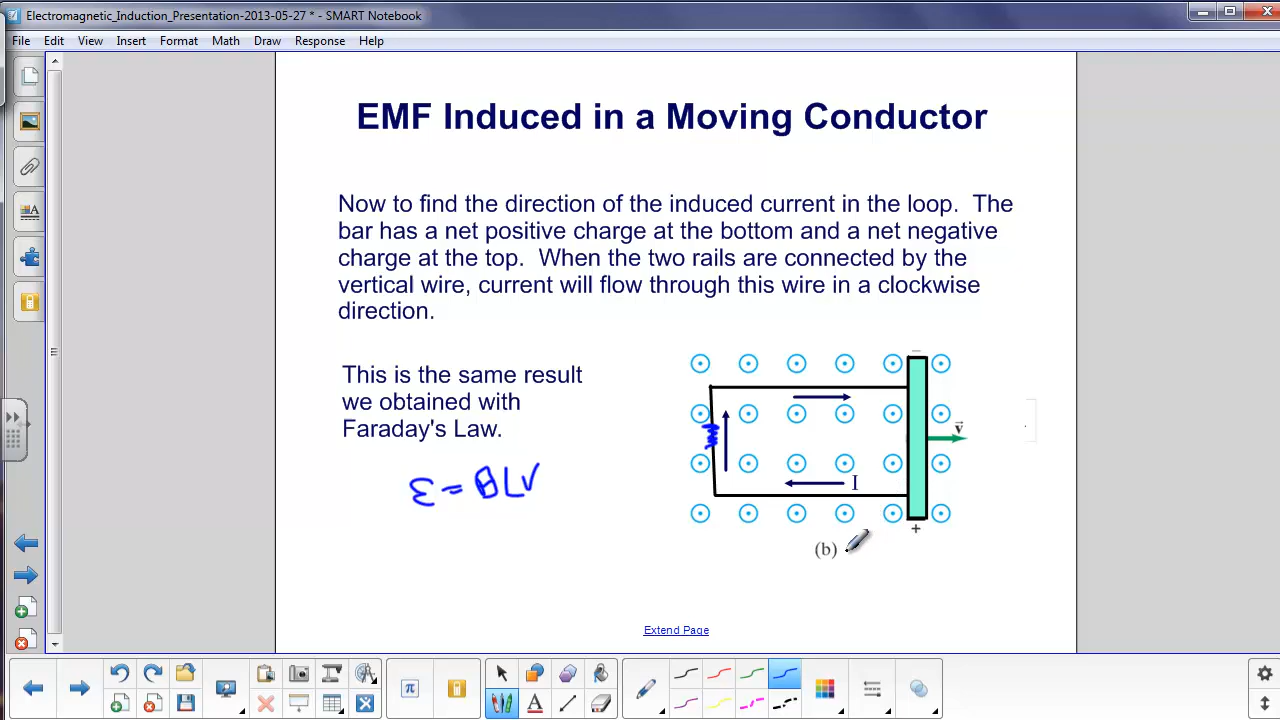 Electromagnetic_Induction_Presentation-2013-05-27 * - SMART Notebook
File Edit View Insert Format Math Draw Response Help
EMF Induced in a Moving Conductor
Now to find the direction of the induced current in the loop. The
bar has a net positive charge at the bottom and a net negative
charge at the top. When the two rails are connected by the
vertical wire, current will flow through this wire in a clockwise
direction.
This is the same result
we obtained with
Faraday's Law.
ε = BLV
−
v⃗
I
+
(b)
Extend Page
π
A